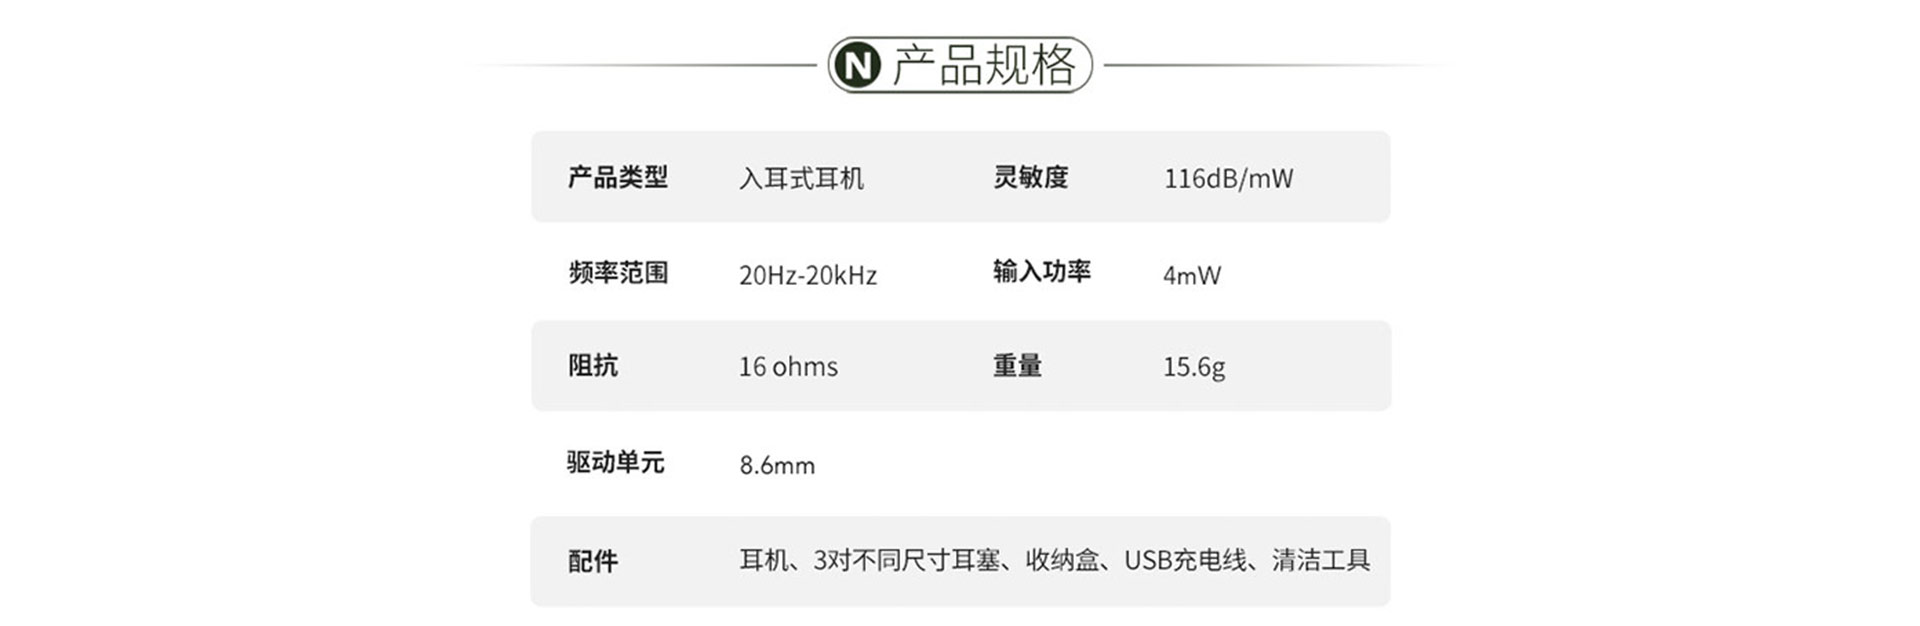 N 产品规格
产品类型 入耳式耳机 灵敏度 116dB/mW
频率范围 20Hz-20kHz 输入功率 4mW
阻抗 16 ohms 重量 15.6g
驱动单元 8.6mm
配件 耳机、3对不同尺寸耳塞、收纳盒、USB充电线、清洁工具